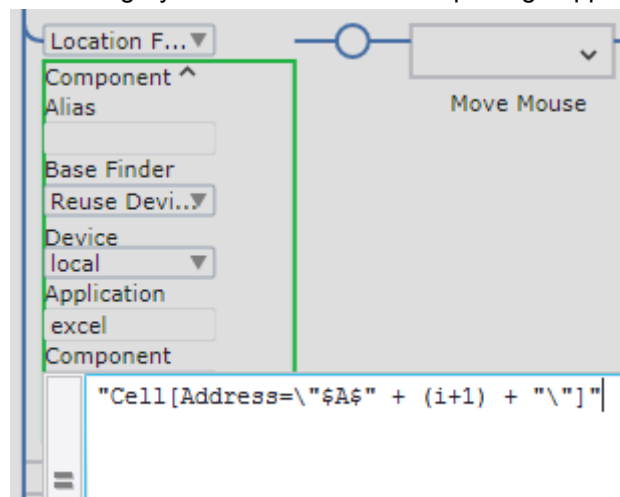 Location F...
Component ^
Alias
Move Mouse
Base Finder
Reuse Devi...
Device
local
Application
excel
Component
"Cell[Address=\"$A$" + (i+1) + "\"]"
=